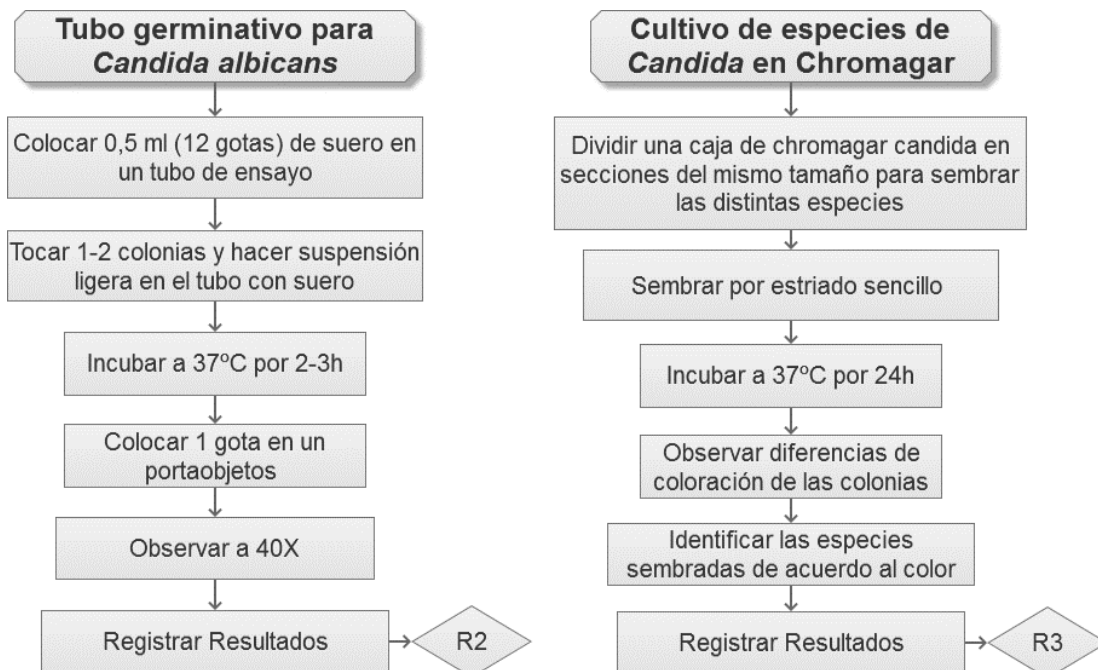 Tubo germinativo para
Candida albicans
Colocar 0,5 ml (12 gotas) de suero en
un tubo de ensayo
Tocar 1-2 colonias y hacer suspensión
ligera en el tubo con suero
Incubar a 37ºC por 2-3h
Colocar 1 gota en un
portaobjetos
Observar a 40X
Registrar Resultados
R2
Cultivo de especies de
Candida en Chromagar
Dividir una caja de chromagar candida en
secciones del mismo tamaño para sembrar
las distintas especies
Sembrar por estriado sencillo
Incubar a 37ºC por 24h
Observar diferencias de
coloración de las colonias
Identificar las especies
sembradas de acuerdo al color
Registrar Resultados
R3